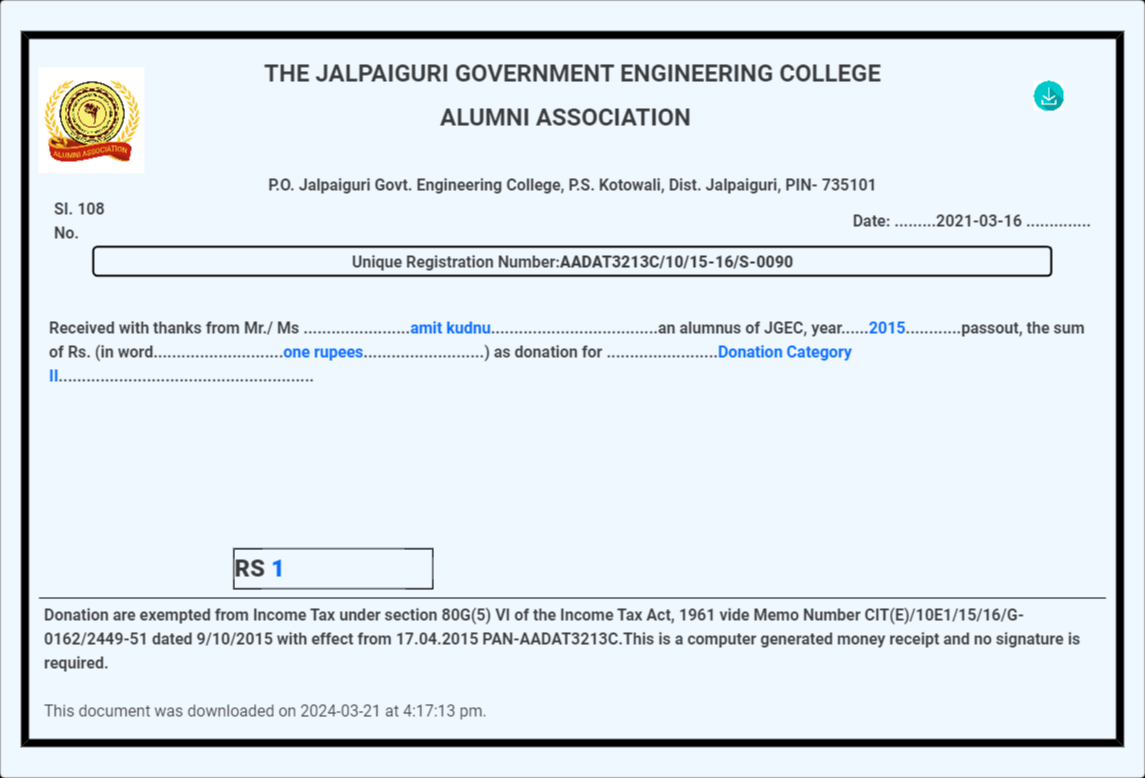 THE JALPAIGURI GOVERNMENT ENGINEERING COLLEGE
ALUMNI ASSOCIATION
ALUMNI ASSOCIATION
P.O. Jalpaiguri Govt. Engineering College, P.S. Kotowali, Dist. Jalpaiguri, PIN- 735101
Sl. 108
No.
Date: .........2021-03-16 ..............
Unique Registration Number:AADAT3213C/10/15-16/S-0090
Received with thanks from Mr./ Ms .......................amit kudnu....................................an alumnus of JGEC, year......2015............passout, the sum
of Rs. (in word............................one rupees..........................) as donation for ........................Donation Category
II.......................................................
RS 1
Donation are exempted from Income Tax under section 80G(5) VI of the Income Tax Act, 1961 vide Memo Number CIT(E)/10E1/15/16/G-
0162/2449-51 dated 9/10/2015 with effect from 17.04.2015 PAN-AADAT3213C.This is a computer generated money receipt and no signature is
required.
This document was downloaded on 2024-03-21 at 4:17:13 pm.